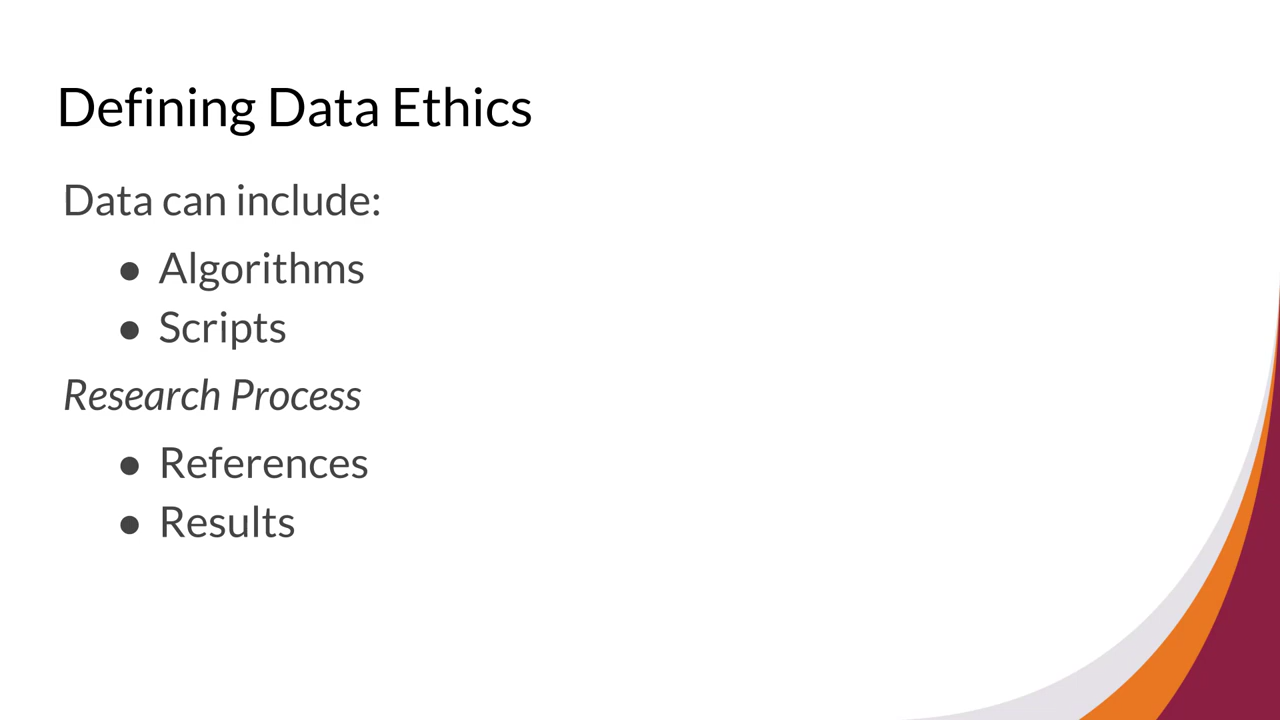 Defining Data Ethics
Data can include:
● Algorithms
● Scripts
Research Process
● References
● Results